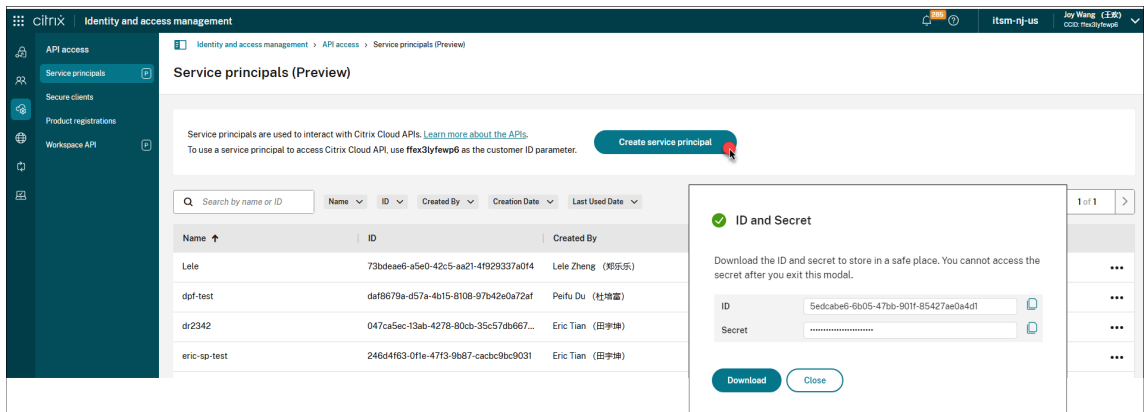 citrix | Identity and access management
285
itsm-nj-us
Joy Wang (王欢)
CCID: ffex3lyfewp6
API access
Service principals P
Secure clients
Product registrations
Workspace API P
Identity and access management > API access > Service principals (Preview)
Service principals (Preview)
Service principals are used to interact with Citrix Cloud APIs. Learn more about the APIs.
To use a service principal to access Citrix Cloud API, use ffex3lyfewp6 as the customer ID parameter.
Create service principal
Search by name or ID
Name
ID
Created By
Creation Date
Last Used Date
1 of 1
Name ID Created By
Lele 73bdeae6-a5e0-42c5-aa21-4f929337a0f4 Lele Zheng (郑乐乐)
dpf-test daf8679a-d57a-4b15-8108-97b42e0a72af Peifu Du (杜培富)
dr2342 047ca5ec-13ab-4278-80cb-35c57db667... Eric Tian (田宇坤)
eric-sp-test 246d4f63-0f1e-47f3-9b87-cacbc9bc9031 Eric Tian (田宇坤)
ID and Secret
Download the ID and secret to store in a safe place. You cannot access the
secret after you exit this modal.
ID 5edcabe6-6b05-47bb-901f-85427ae0a4d1
Secret ························
Download
Close